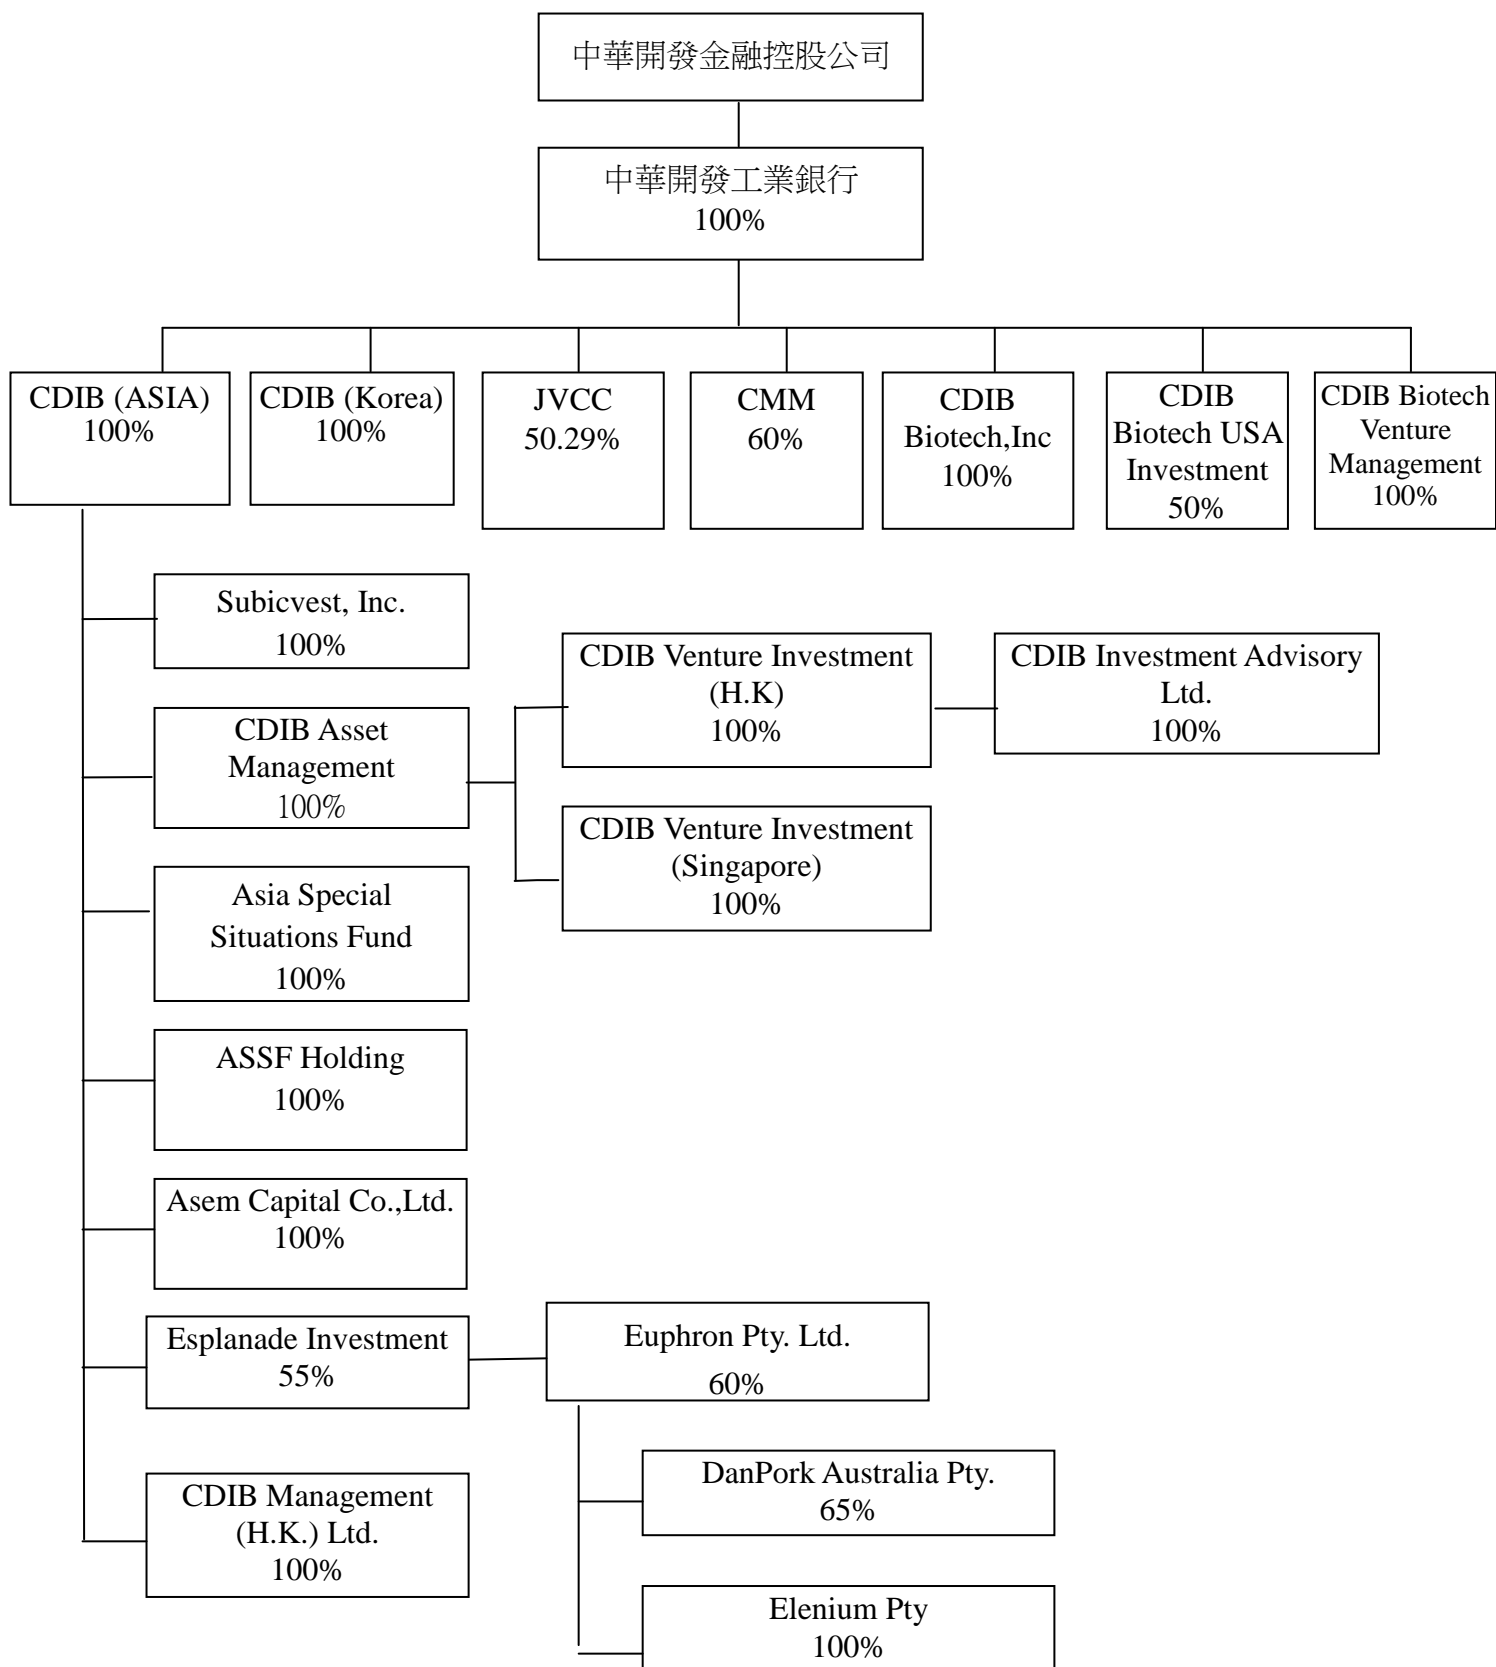 中華開發金融控股公司
中華開發工業銀行
100%
CDIB (ASIA)
100%
CDIB (Korea)
100%
JVCC
50.29%
CMM
60%
CDIB
Biotech,Inc
100%
CDIB
Biotech USA
Investment
50%
CDIB Biotech
Venture
Management
100%
Subicvest, Inc.
100%
CDIB Asset
Management
100%
CDIB Venture Investment
(H.K)
100%
CDIB Investment Advisory
Ltd.
100%
CDIB Venture Investment
(Singapore)
100%
Asia Special
Situations Fund
100%
ASSF Holding
100%
Asem Capital Co.,Ltd.
100%
Esplanade Investment
55%
Euphron Pty. Ltd.
60%
DanPork Australia Pty.
65%
CDIB Management
(H.K.) Ltd.
100%
Elenium Pty
100%